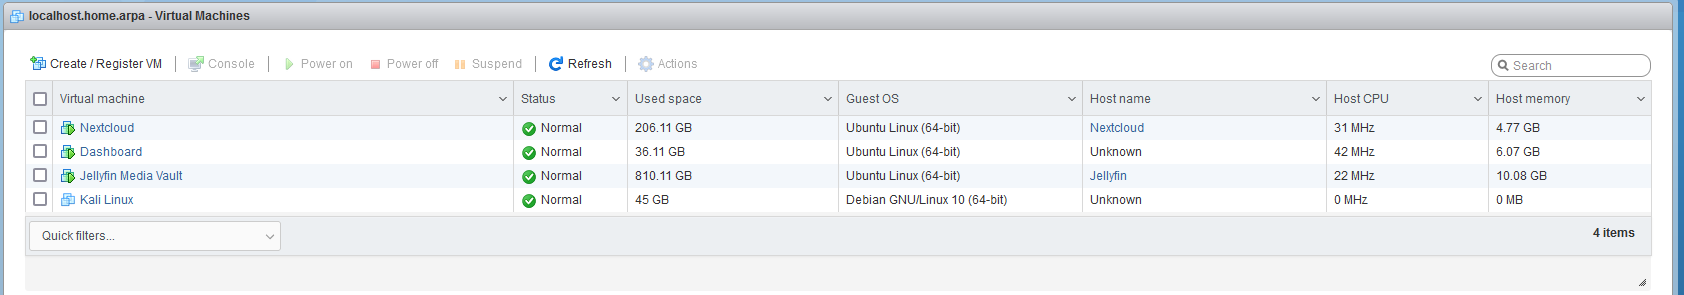 localhost.home.arpa - Virtual Machines
Create / Register VM Console Power on Power off Suspend Refresh Actions Search
Virtual machine Status Used space Guest OS Host name Host CPU Host memory
Nextcloud Normal 206.11 GB Ubuntu Linux (64-bit) Nextcloud 31 MHz 4.77 GB
Dashboard Normal 36.11 GB Ubuntu Linux (64-bit) Unknown 42 MHz 6.07 GB
Jellyfin Media Vault Normal 810.11 GB Ubuntu Linux (64-bit) Jellyfin 22 MHz 10.08 GB
Kali Linux Normal 45 GB Debian GNU/Linux 10 (64-bit) Unknown 0 MHz 0 MB
Quick filters... 4 items